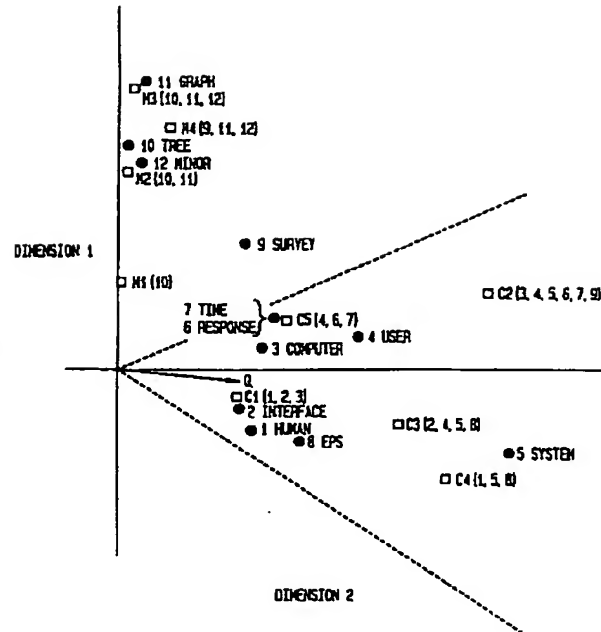 11 GRAPH
M3(10, 11, 12)
M4(9, 11, 12)
10 TREE
12 MINOR
M2(10, 11)
9 SURVEY
DIMENSION 1
M1(10)
C2(3, 4, 5, 6, 7, 9)
7 TIME
6 RESPONSE
C5(4, 6, 7)
4 USER
3 COMPUTER
Q
C1(1, 2, 3)
2 INTERFACE
C3(2, 4, 5, 8)
1 HUMAN
8 EPS
5 SYSTEM
C4(1, 5, 8)
DIMENSION 2